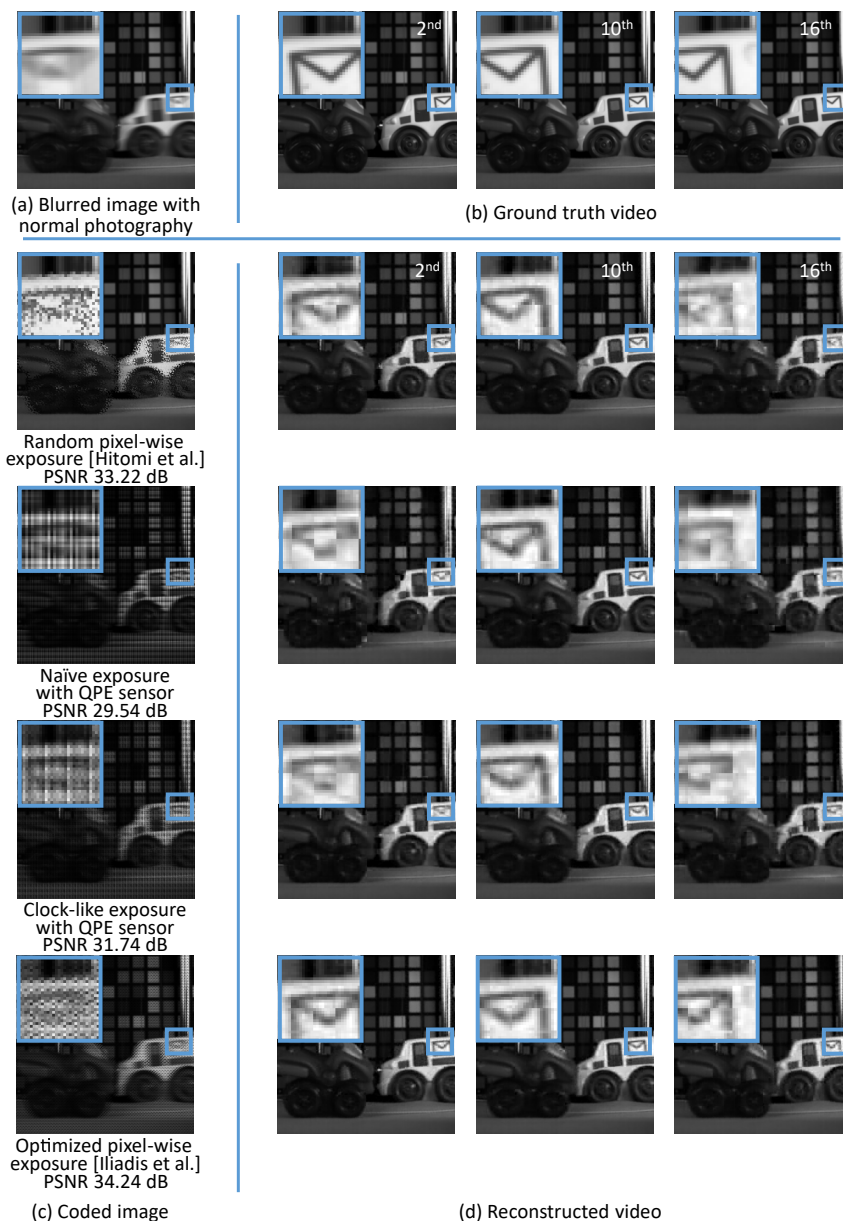 2nd
10th
16th
(a) Blurred image with
normal photography
(b) Ground truth video
2nd
10th
16th
Random pixel-wise
exposure [Hitomi et al.]
PSNR 33.22 dB
Naïve exposure
with QPE sensor
PSNR 29.54 dB
Clock-like exposure
with QPE sensor
PSNR 31.74 dB
Optimized pixel-wise
exposure [Iliadis et al.]
PSNR 34.24 dB
(c) Coded image
(d) Reconstructed video